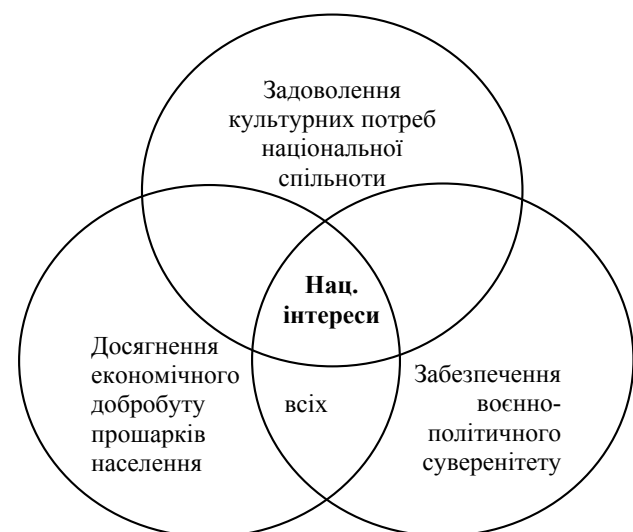 Задоволення
культурних потреб
національної
спільноти
Нац.
інтереси
Досягнення
економічного
добробуту всіх
прошарків
населення
Забезпечення
воєнно-
політичного
суверенітету